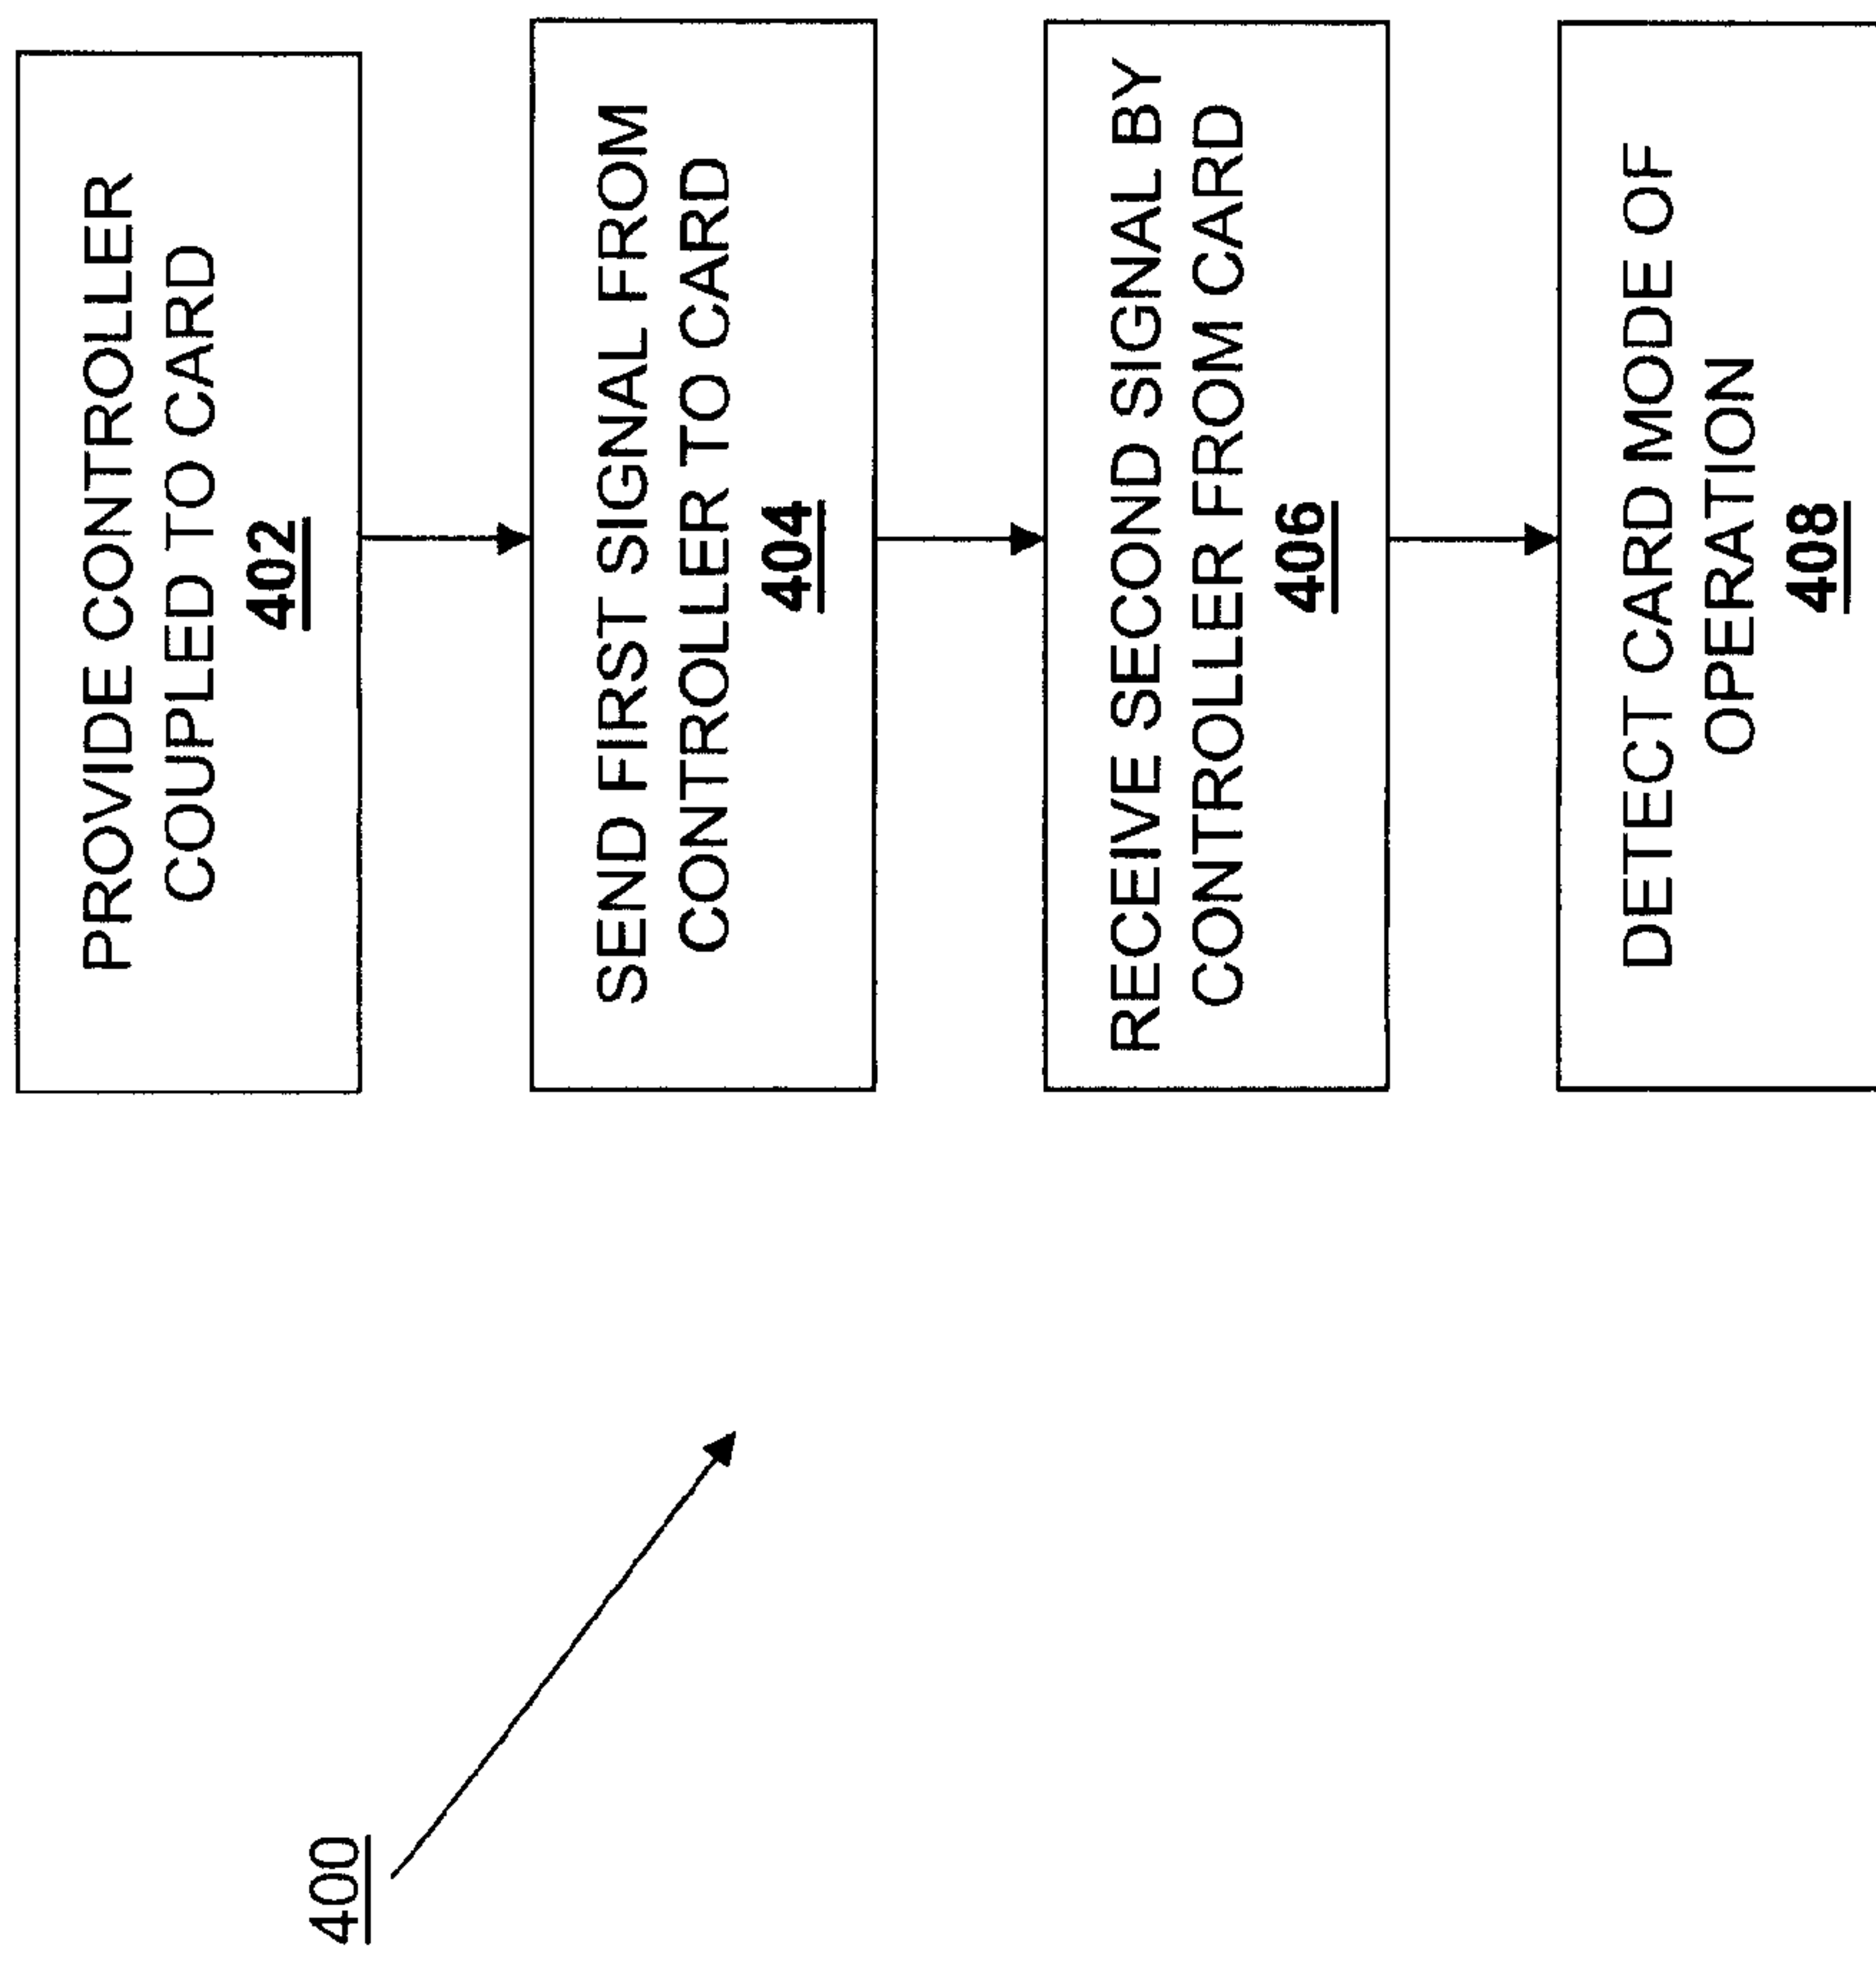 400
PROVIDE CONTROLLER
COUPLED TO CARD
402
SEND FIRST SIGNAL FROM
CONTROLLER TO CARD
404
RECEIVE SECOND SIGNAL BY
CONTROLLER FROM CARD
406
DETECT CARD MODE OF
OPERATION
408